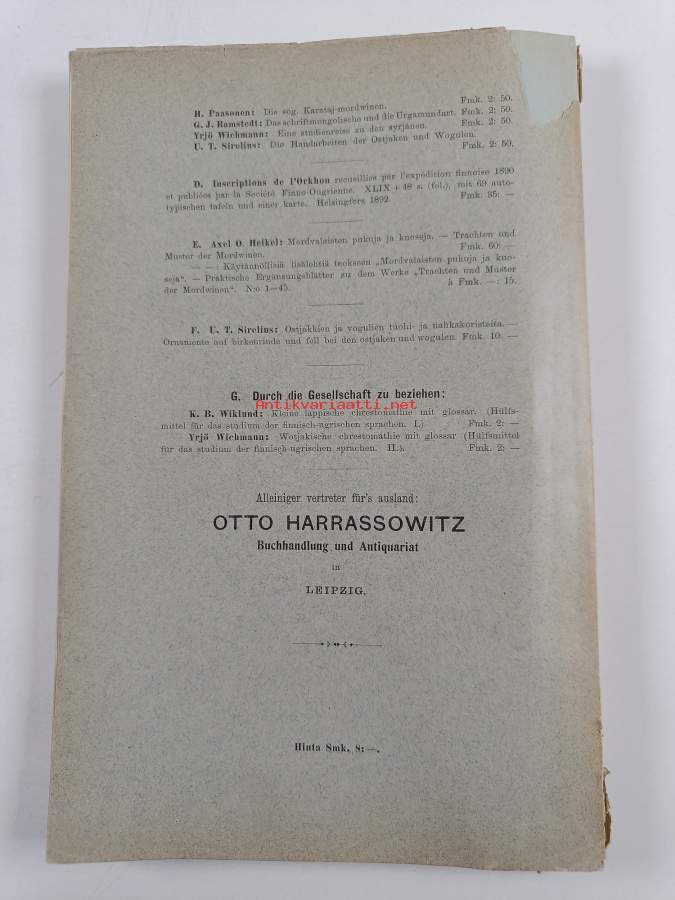 H. Paasonen: Die sog. Karataj-mordwinen. Fmk. 2: 50.
G. J. Ramstedt: Das schriftmongolische und die Urgamundart. Fmk. 2: 50.
Yrjö Wichmann: Eine studienreise zu den syrjänen. Fmk. 2: 50.
U. T. Sirelius: Die Handarbeiten der Ostjaken und Wogulen.
Fmk. 2: 50.
D. Inscriptions de l'Orkhon recueillies par l'expédition finnoise 1890
et publiées par la Société Finno-Ougrienne. XLIX + 48 s. (fol.), mit 69 auto-
typischen tafeln und einer karte. Helsingfors 1892. Fmk. 35: —
E. Axel O. Heikel: Mordvalaisten pukuja ja kuoseja. — Trachten und
Muster der Mordwinen. Fmk. 60: —
— —: Käytännöllisiä lisälehtiä teokseen „Mordvalaisten pukuja ja kuo-
seja“. — Praktische Ergänsungsblätter zu dem Werke „Trachten und Muster
der Mordwinen“. N:o 1—45. à Fmk. —: 15.
F. U. T. Sirelius: Ostjakkien ja vogulien tuohi- ja nahkakoristeita. —
Ornamente auf birkenrinde und fell bei den ostjaken und wogulen. Fmk. 10: —
G. Durch die Gesellschaft zu beziehen:
Antikvariaatti.net
K. B. Wiklund: Kleine lappische chrestomathie mit glossar. (Hülfs-
mittel für das studium der finnisch-ugrischen sprachen. I.) Fmk. 2: —
Yrjö Wichmann: Wotjakische chrestomathie mit glossar (Hülfsmittel
für das studium der finnisch-ugrischen sprachen. II.). Fmk. 2: —
Alleiniger vertreter für's ausland:
OTTO HARRASSOWITZ
Buchhandlung und Antiquariat
in
LEIPZIG.
Hinta Smk. 8: —.